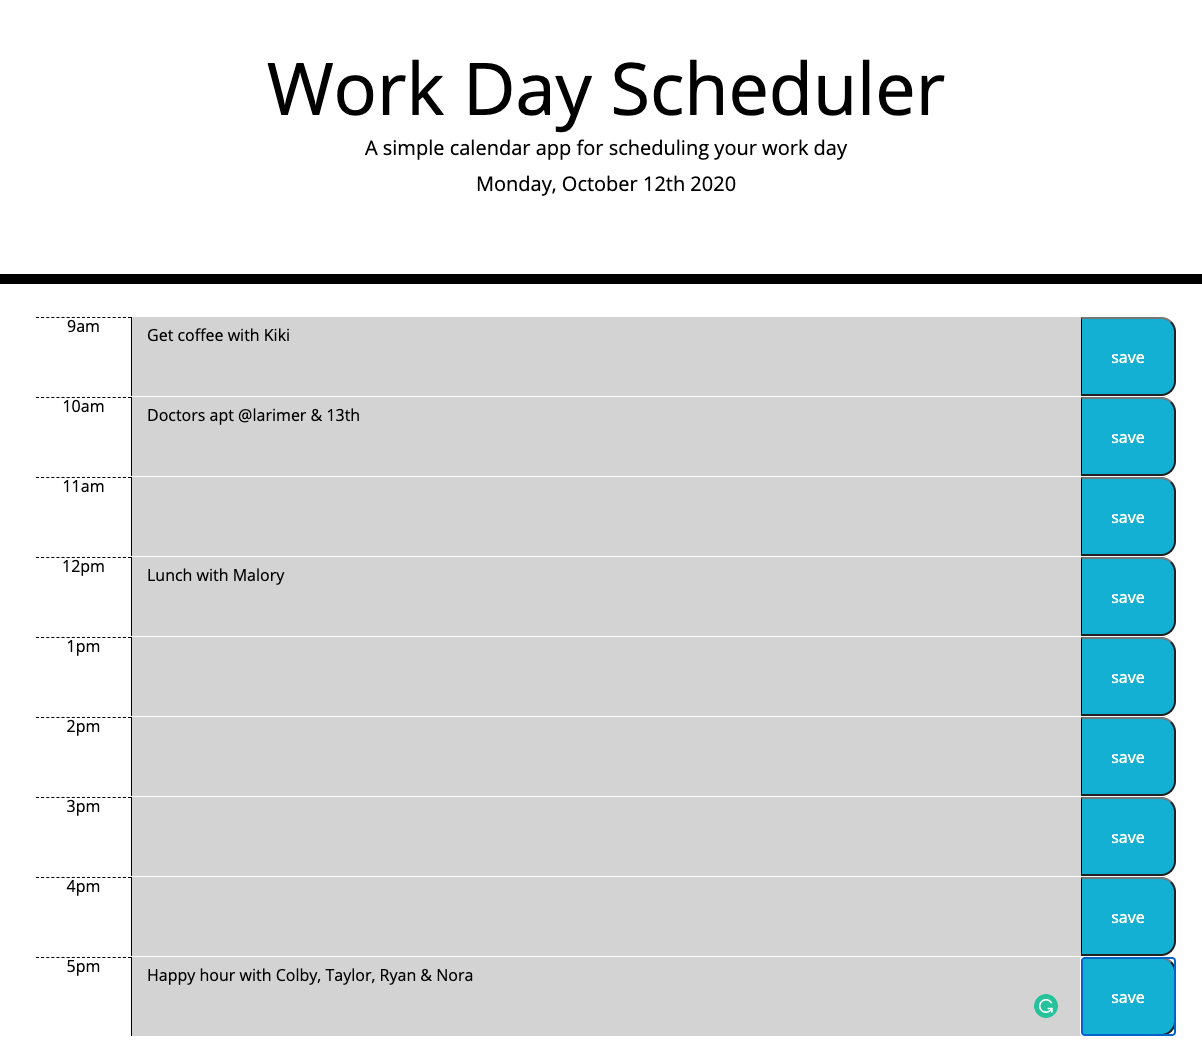 Work Day Scheduler
A simple calendar app for scheduling your work day
Monday, October 12th 2020
9am
Get coffee with Kiki
save
10am
Doctors apt @larimer & 13th
save
11am
save
12pm
Lunch with Malory
save
1pm
save
2pm
save
3pm
save
4pm
save
5pm
Happy hour with Colby, Taylor, Ryan & Nora
save